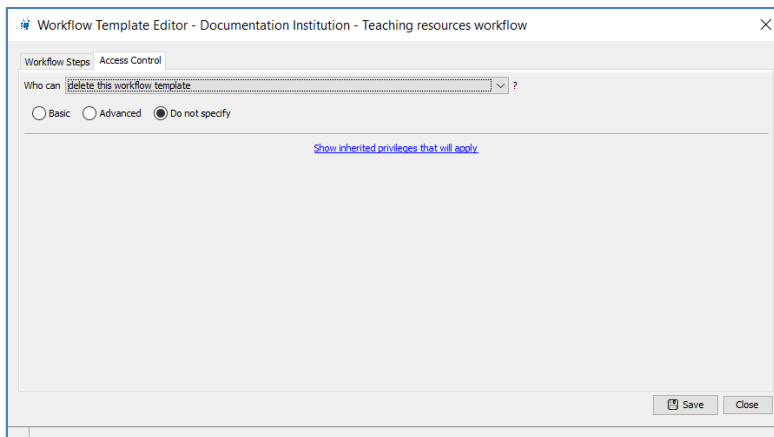 Workflow Template Editor - Documentation Institution - Teaching resources workflow
Workflow Steps Access Control
Who can delete this workflow template ?
Basic Advanced Do not specify
Show inherited privileges that will apply
Save Close